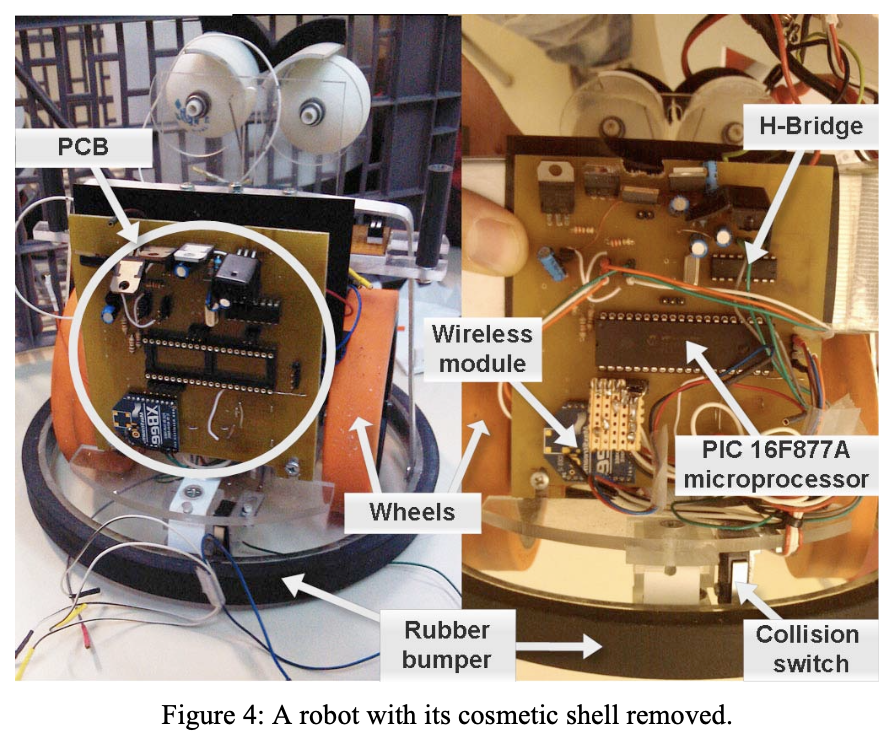 PCB
H-Bridge
Wireless
module
PIC 16F877A
microprocessor
Wheels
Rubber
bumper
Collision
switch
XBee
Figure 4: A robot with its cosmetic shell removed.